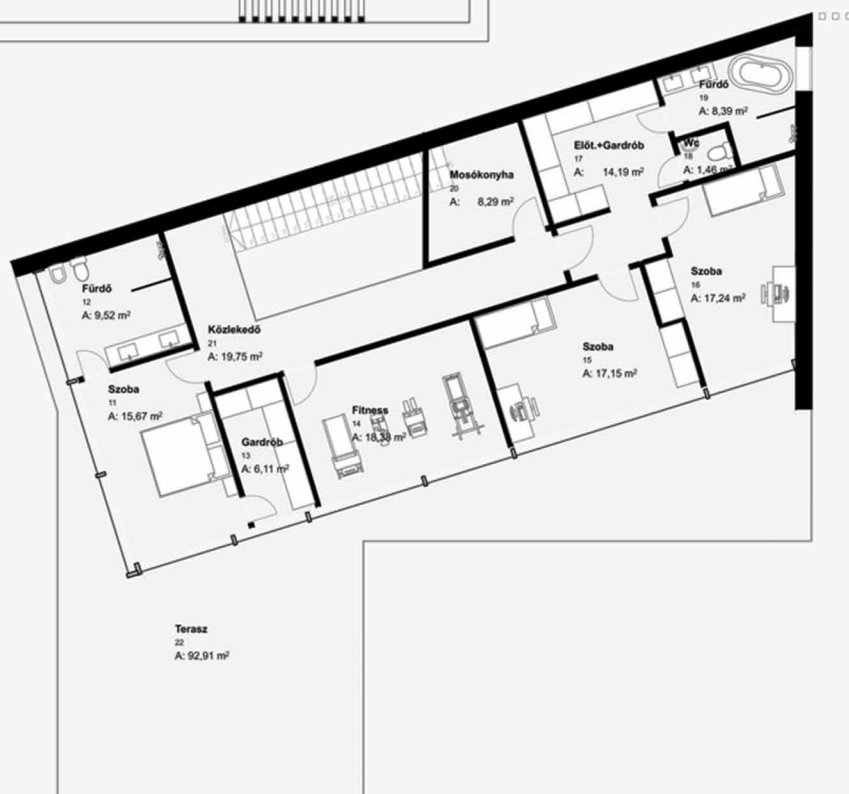 Fürdő
19
A: 8,39 m²
Wc
18
A: 1,46 m²
Előt.+Gardrób
17
A: 14,19 m²
Mosókonyha
20
A: 8,29 m²
Szoba
16
A: 17,24 m²
Fürdő
12
A: 9,52 m²
Közlekedő
21
A: 19,75 m²
Szoba
15
A: 17,15 m²
Szoba
11
A: 15,67 m²
Fitness
14
A: 18,38 m²
Gardrób
13
A: 6,11 m²
Terasz
22
A: 92,91 m²